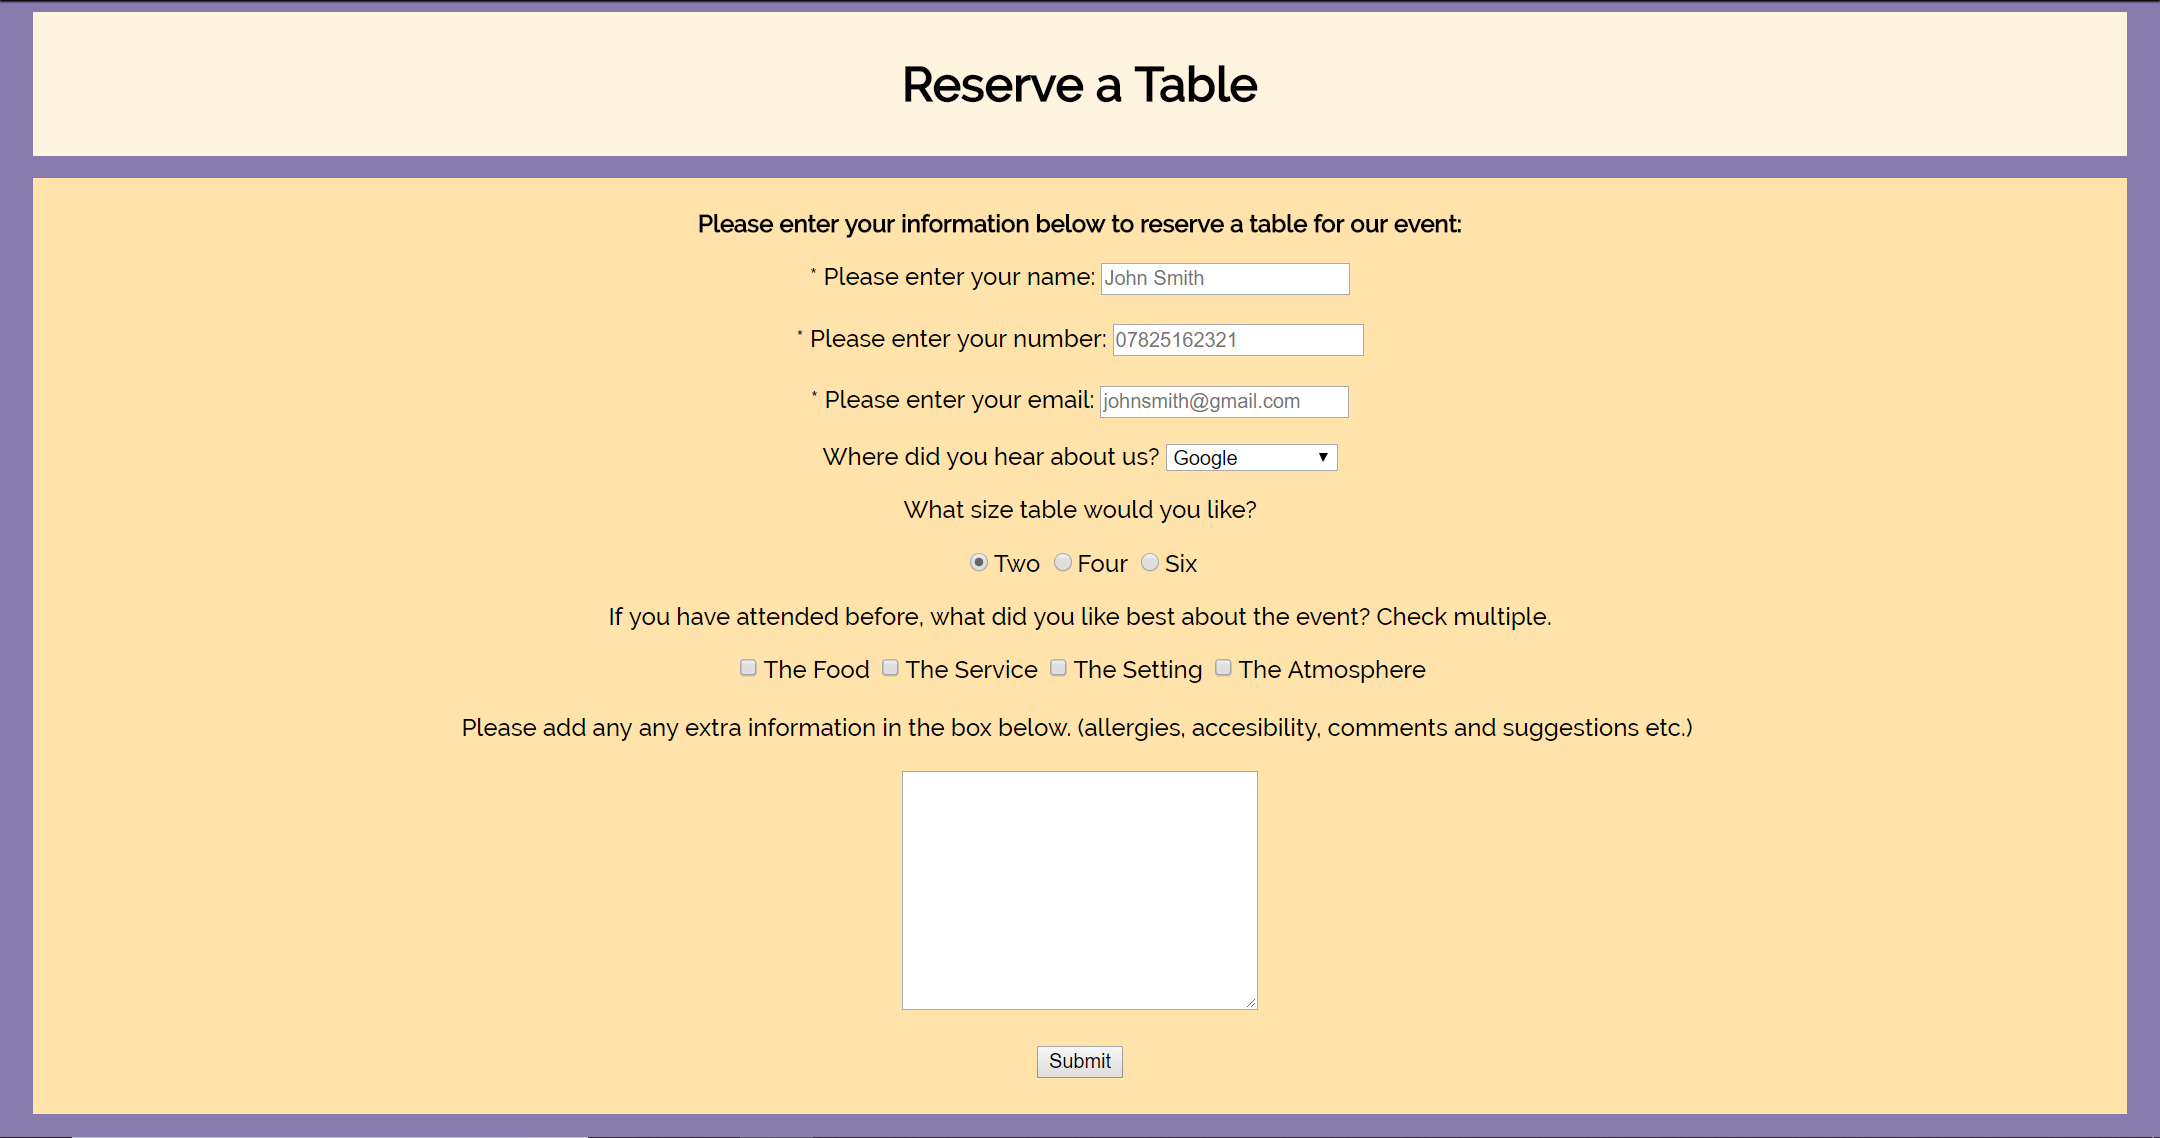 Reserve a Table
Please enter your information below to reserve a table for our event:
* Please enter your name: John Smith
* Please enter your number: 07825162321
* Please enter your email: johnsmith@gmail.com
Where did you hear about us? Google
What size table would you like?
Two Four Six
If you have attended before, what did you like best about the event? Check multiple.
The Food The Service The Setting The Atmosphere
Please add any any extra information in the box below. (allergies, accesibility, comments and suggestions etc.)
Submit